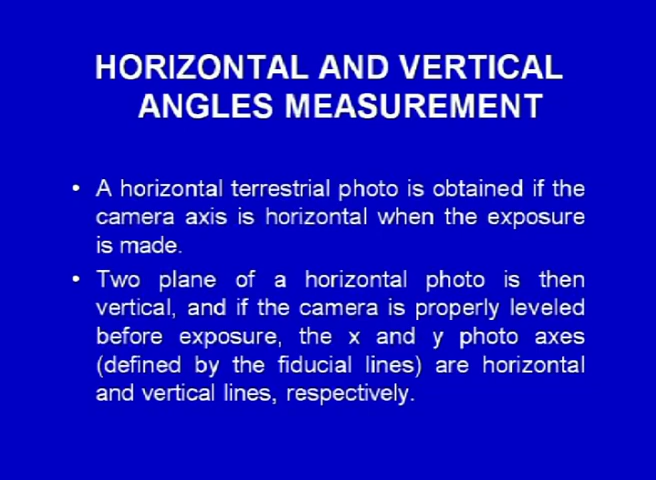 HORIZONTAL AND VERTICAL
ANGLES MEASUREMENT
• A horizontal terrestrial photo is obtained if the
camera axis is horizontal when the exposure
is made.
• Two plane of a horizontal photo is then
vertical, and if the camera is properly leveled
before exposure, the x and y photo axes
(defined by the fiducial lines) are horizontal
and vertical lines, respectively.